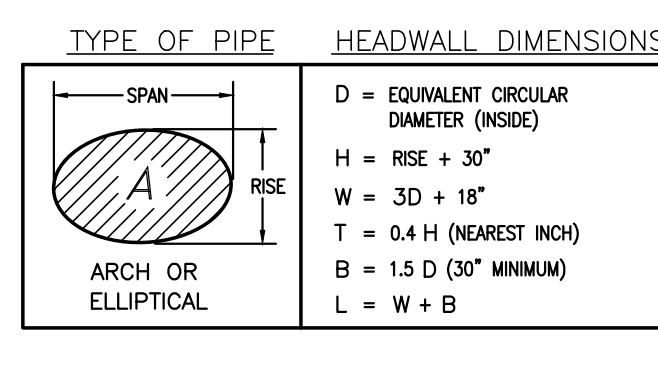 TYPE OF PIPE
HEADWALL DIMENSIONS
SPAN
A
RISE
ARCH OR
ELLIPTICAL
D = EQUIVALENT CIRCULAR
DIAMETER (INSIDE)
H = RISE + 30"
W = 3D + 18"
T = 0.4 H (NEAREST INCH)
B = 1.5 D (30" MINIMUM)
L = W + B